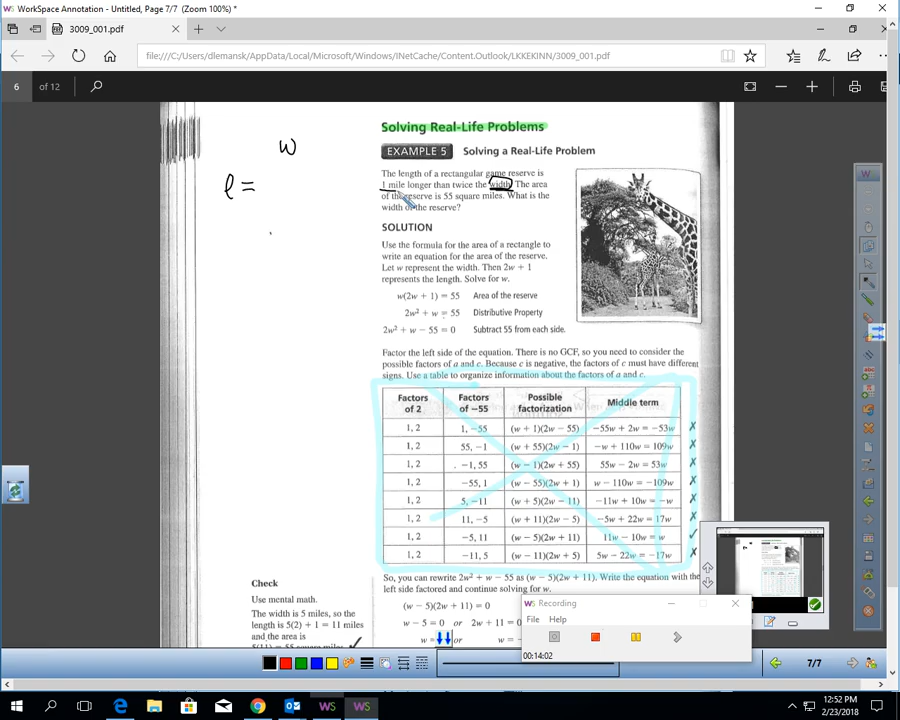 WorkSpace Annotation - Untitled, Page 7/7 (Zoom 100%) *
3009_001.pdf
file:///C:/Users/dlemansk/AppData/Local/Microsoft/Windows/INetCache/Content.Outlook/LKKEKINN/3009_001.pdf
6 of 12
w
ℓ =
Solving Real-Life Problems
EXAMPLE 5 Solving a Real-Life Problem
The length of a rectangular game reserve is
1 mile longer than twice the width. The area
of the reserve is 55 square miles. What is the
width of the reserve?
SOLUTION
Use the formula for the area of a rectangle to
write an equation for the area of the reserve.
Let w represent the width. Then 2w + 1
represents the length. Solve for w.
w(2w + 1) = 55 Area of the reserve
2w² + w = 55 Distributive Property
2w² + w − 55 = 0 Subtract 55 from each side.
Factor the left side of the equation. There is no GCF, so you need to consider the
possible factors of a and c. Because c is negative, the factors of c must have different
signs. Use a table to organize information about the factors of a and c.
Factors of 2 Factors of −55 Possible factorization Middle term
1, 2 1, −55 (w + 1)(2w − 55) −55w + 2w = −53w ✗
1, 2 55, −1 (w + 55)(2w − 1) −w + 110w = 109w ✗
1, 2 −1, 55 (w − 1)(2w + 55) 55w − 2w = 53w ✗
1, 2 −55, 1 (w − 55)(2w + 1) w − 110w = −109w ✗
1, 2 5, −11 (w + 5)(2w − 11) −11w + 10w = −w ✗
1, 2 11, −5 (w + 11)(2w − 5) −5w + 22w = 17w ✗
1, 2 −5, 11 (w − 5)(2w + 11) 11w − 10w = w ✓
1, 2 −11, 5 (w − 11)(2w + 5) 5w − 22w = −17w ✗
So, you can rewrite 2w² + w − 55 as (w − 5)(2w + 11). Write the equation with the
left side factored and continue solving for w.
(w − 5)(2w + 11) = 0
w − 5 = 0 or 2w + 11 = 0
w = or w = −
Check
Use mental math.
The width is 5 miles, so the
length is 5(2) + 1 = 11 miles
and the area is
5(11) = 55 square miles. ✓
WS Recording
File Help
00:14:02
7/7
12:52 PM
2/23/2018